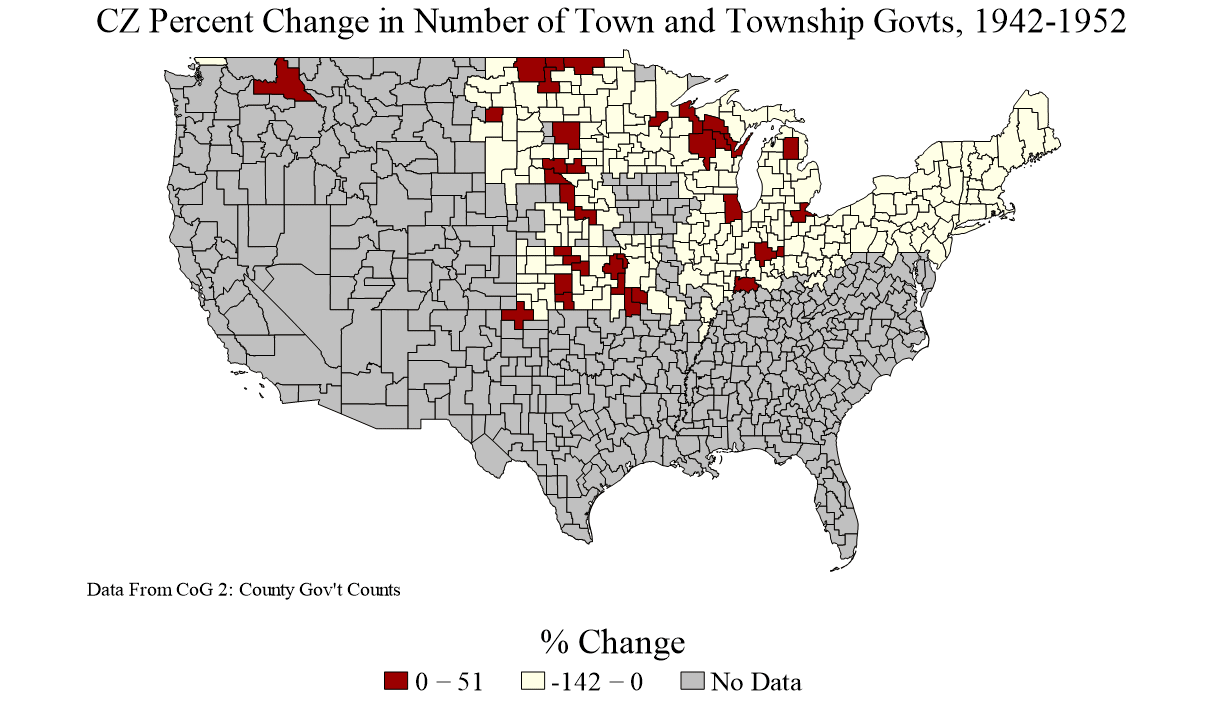 CZ Percent Change in Number of Town and Township Govts, 1942-1952
Data From CoG 2: County Gov't Counts
% Change
0 − 51
-142 − 0
No Data